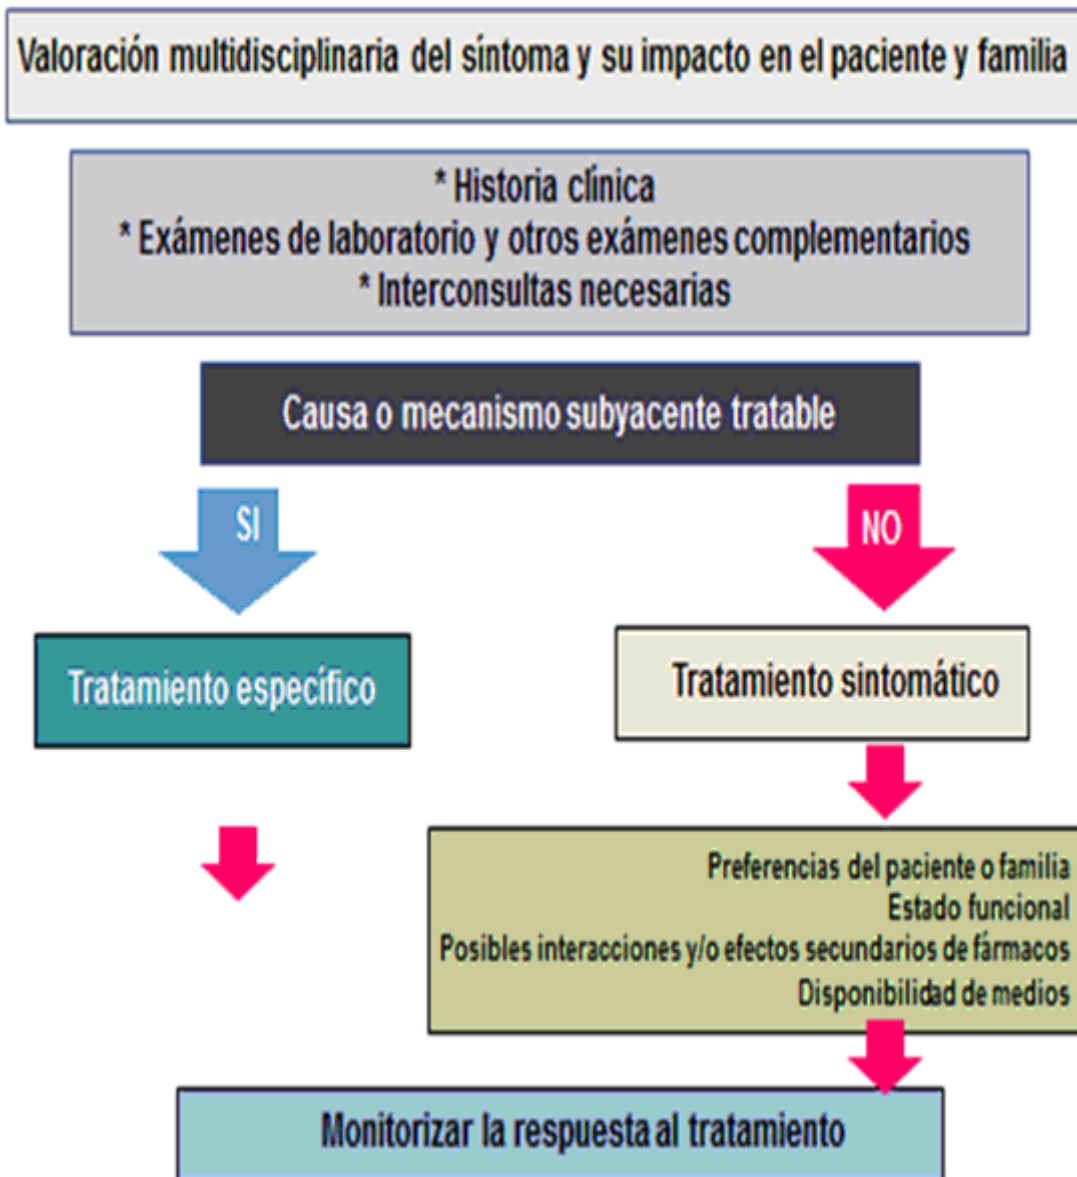 Valoración multidisciplinaria del síntoma y su impacto en el paciente y familia
* Historia clínica
* Exámenes de laboratorio y otros exámenes complementarios
* Interconsultas necesarias
Causa o mecanismo subyacente tratable
SI
NO
Tratamiento específico
Tratamiento sintomático
Preferencias del paciente o familia
Estado funcional
Posibles interacciones y/o efectos secundarios de fármacos
Disponibilidad de medios
Monitorizar la respuesta al tratamiento